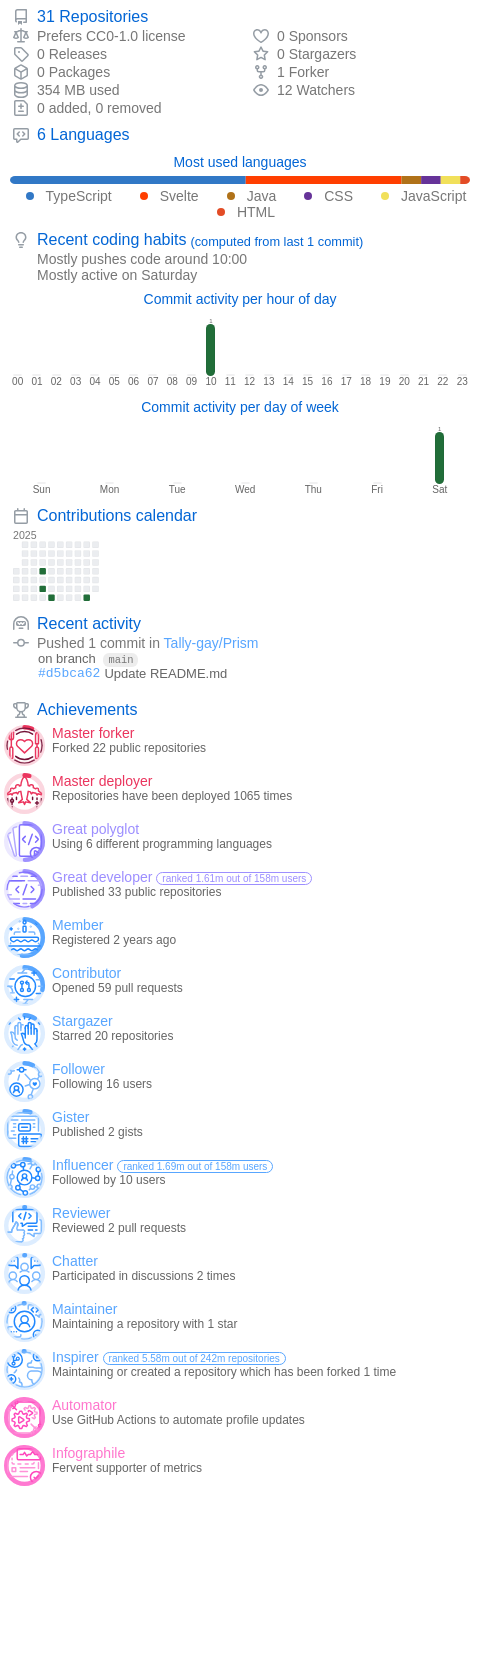 31 Repositories
Prefers CC0-1.0 license
0 Sponsors
0 Releases
0 Stargazers
0 Packages
1 Forker
354 MB used
12 Watchers
0 added, 0 removed
6 Languages
Most used languages
TypeScript Svelte Java CSS JavaScript
HTML
Recent coding habits (computed from last 1 commit)
Mostly pushes code around 10:00
Mostly active on Saturday
Commit activity per hour of day
1
00 01 02 03 04 05 06 07 08 09 10 11 12 13 14 15 16 17 18 19 20 21 22 23
Commit activity per day of week
1
Sun Mon Tue Wed Thu Fri Sat
Contributions calendar
2025
Recent activity
Pushed 1 commit in Tally-gay/Prism
on branch main
#d5bca62 Update README.md
Achievements
Master forker
Forked 22 public repositories
Master deployer
Repositories have been deployed 1065 times
Great polyglot
Using 6 different programming languages
Great developer ranked 1.61m out of 158m users
Published 33 public repositories
Member
Registered 2 years ago
Contributor
Opened 59 pull requests
Stargazer
Starred 20 repositories
Follower
Following 16 users
Gister
Published 2 gists
Influencer ranked 1.69m out of 158m users
Followed by 10 users
Reviewer
Reviewed 2 pull requests
Chatter
Participated in discussions 2 times
Maintainer
Maintaining a repository with 1 star
Inspirer ranked 5.58m out of 242m repositories
Maintaining or created a repository which has been forked 1 time
Automator
Use GitHub Actions to automate profile updates
Infographile
Fervent supporter of metrics